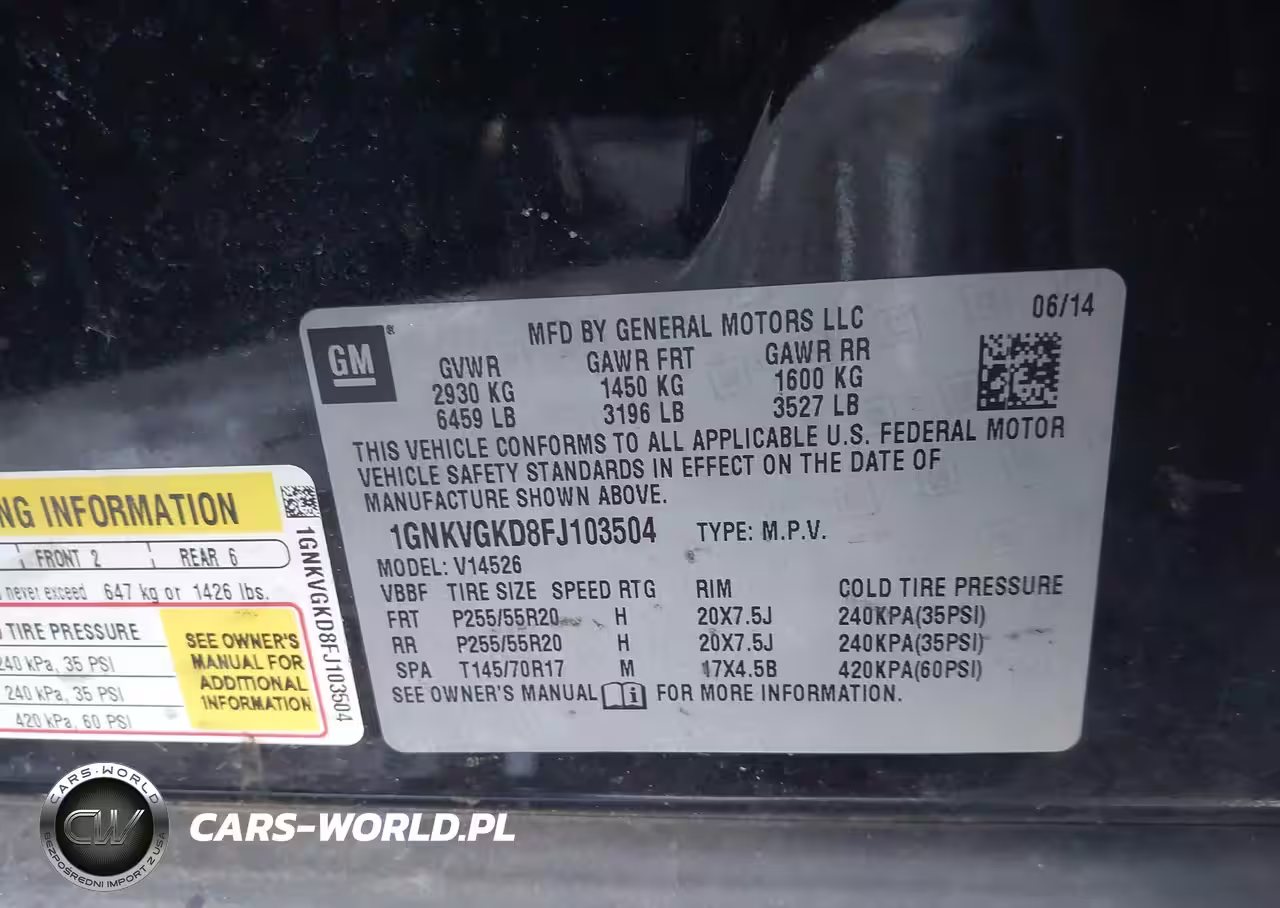 06/14
GM®
MFD BY GENERAL MOTORS LLC
GVWR GAWR FRT GAWR RR
2930 KG 1450 KG 1600 KG
6459 LB 3196 LB 3527 LB
THIS VEHICLE CONFORMS TO ALL APPLICABLE U.S. FEDERAL MOTOR
VEHICLE SAFETY STANDARDS IN EFFECT ON THE DATE OF
MANUFACTURE SHOWN ABOVE.
1GNKVGKD8FJ103504 TYPE: M.P.V.
MODEL: V14526
VBBF TIRE SIZE SPEED RTG RIM COLD TIRE PRESSURE
FRT P255/55R20 H 20X7.5J 240KPA(35PSI)
RR P255/55R20 H 20X7.5J 240KPA(35PSI)
SPA T145/70R17 M 17X4.5B 420KPA(60PSI)
SEE OWNER'S MANUAL i FOR MORE INFORMATION.
NG INFORMATION
FRONT 2 REAR 6
never exceed 647 kg or 1426 lbs.
TIRE PRESSURE
240 kPa, 35 PSI
240 kPa, 35 PSI
420 kPa, 60 PSI
SEE OWNER'S
MANUAL FOR
ADDITIONAL
INFORMATION
1GNKVGKD8FJ103504
CARS-WORLD
CW
BEZPOŚREDNI IMPORT Z USA
CARS-WORLD.PL